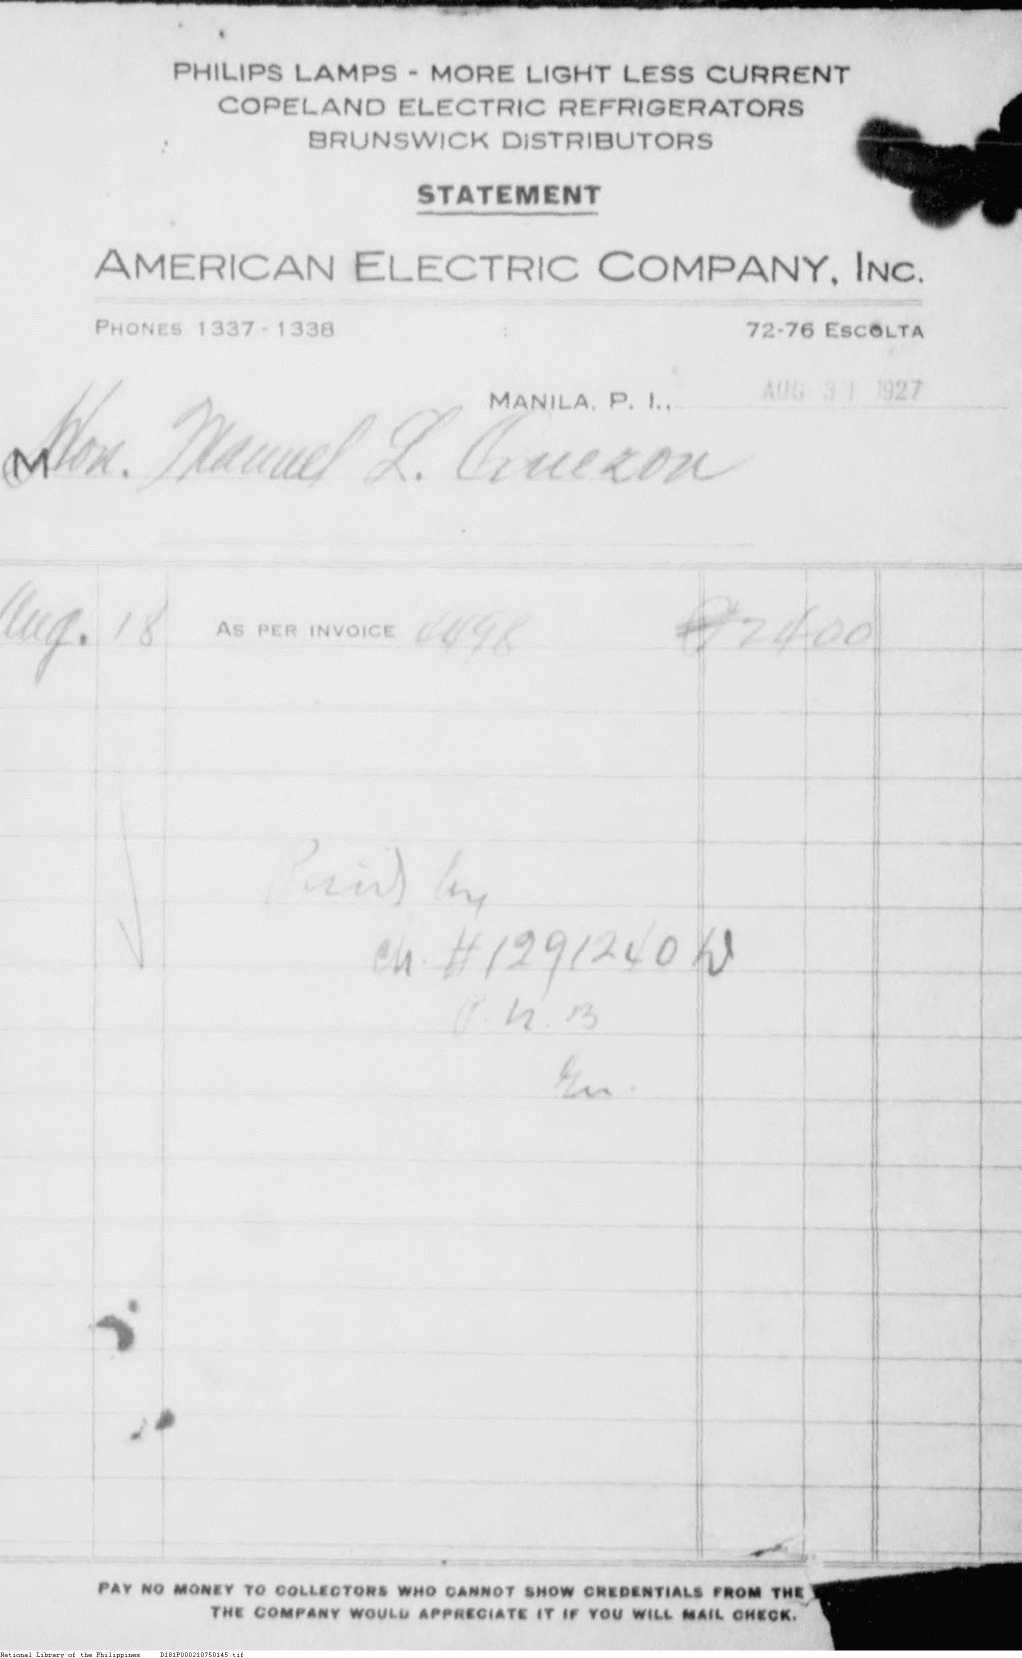 PHILIPS LAMPS - MORE LIGHT LESS CURRENT
COPELAND ELECTRIC REFRIGERATORS
BRUNSWICK DISTRIBUTORS
STATEMENT
AMERICAN ELECTRIC COMPANY, INC.
PHONES 1337-1338 72-76 ESCOLTA
MANILA, P. I., AUG 31 1927
M Hon. Manuel L. Quezon
Aug. 18 AS PER INVOICE 24 00
Paid by
Ch. #1291240
P. N. B
PAY NO MONEY TO COLLECTORS WHO CANNOT SHOW CREDENTIALS FROM THE
THE COMPANY WOULD APPRECIATE IT IF YOU WILL MAIL CHECK.
National Library of the Philippines D181P000210750145.tif